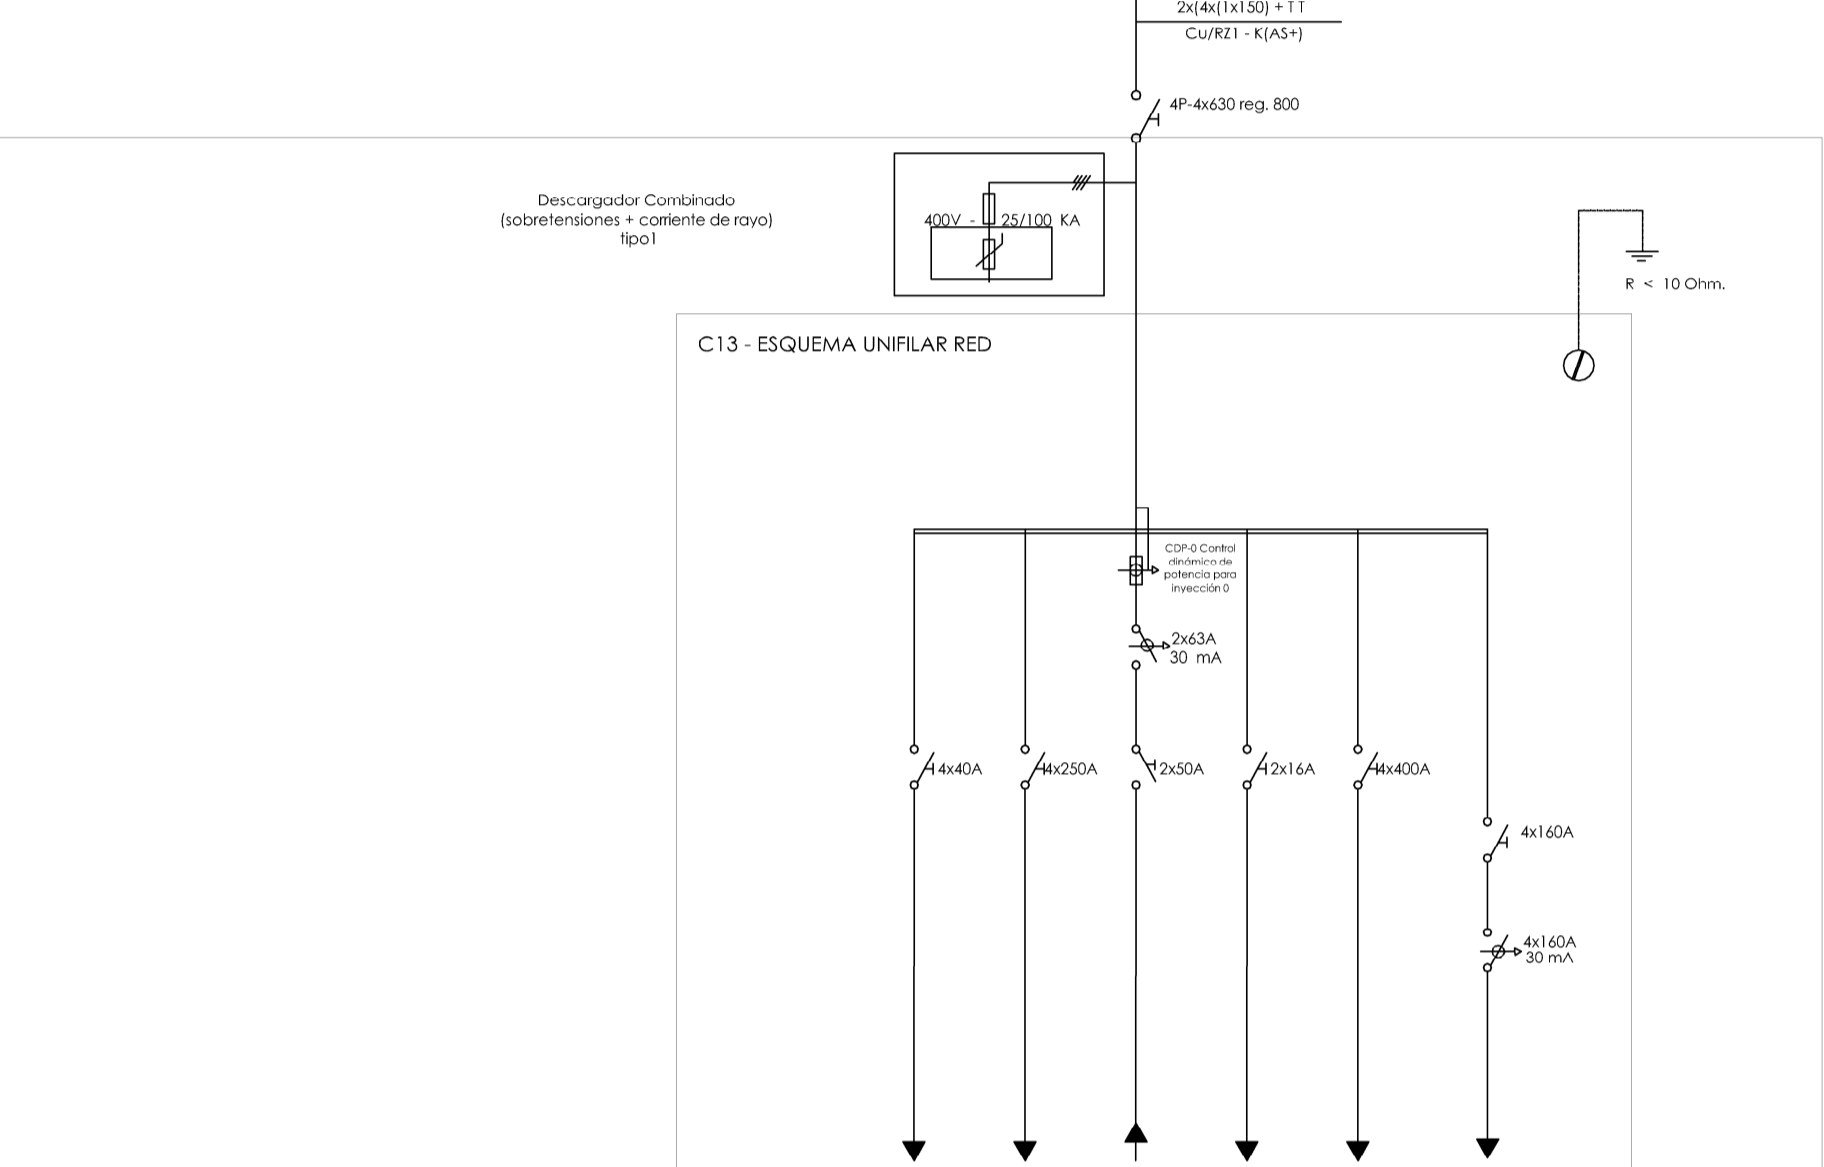 2x(4x(1x150) + TT
Cu/RZ1 - K(AS+)
4P-4x630 reg. 800
Descargador Combinado
(sobretensiones + corriente de rayo)
tipo1
400V - 25/100 KA
R < 10 Ohm.
C13 - ESQUEMA UNIFILAR RED
CDP-0 Control
dinámico de
potencia para
inyección 0
2x63A
30 mA
4x40A
4x250A
2x50A
2x16A
4x400A
4x160A
4x160A
30 mA